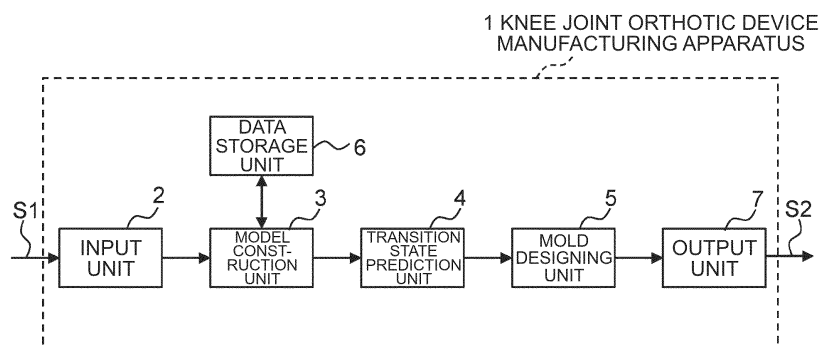 1 KNEE JOINT ORTHOTIC DEVICE
MANUFACTURING APPARATUS
DATA
STORAGE
UNIT
6
S1
2
INPUT
UNIT
3
MODEL
CONST-
RUCTION
UNIT
4
TRANSITION
STATE
PREDICTION
UNIT
5
MOLD
DESIGNING
UNIT
7
OUTPUT
UNIT
S2